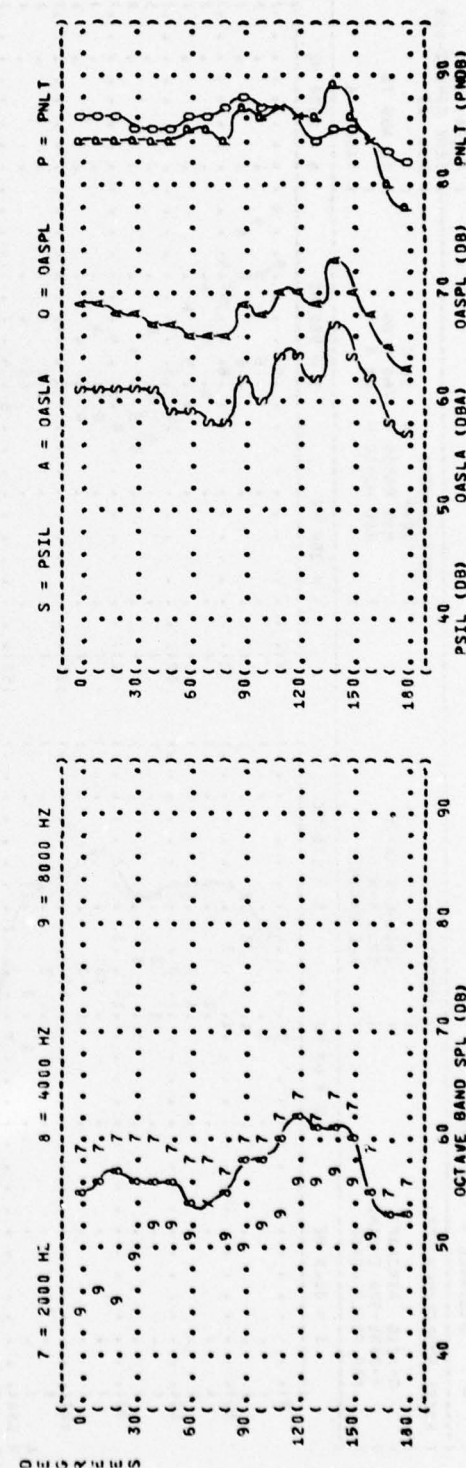 7 = 2000 HZ 8 = 4000 HZ 9 = 8000 HZ
DEGREES
0
30
60
90
120
150
180
40 50 60 70 80 90
OCTAVE BAND SPL (DB)
S = PSIL A = OASLA O = OASPL P = PNLT
0
30
60
90
120
150
180
40 50 60 70 80 90
PSIL (DB) OASLA (DBA) OASPL (DB) PNLT (PNDB)